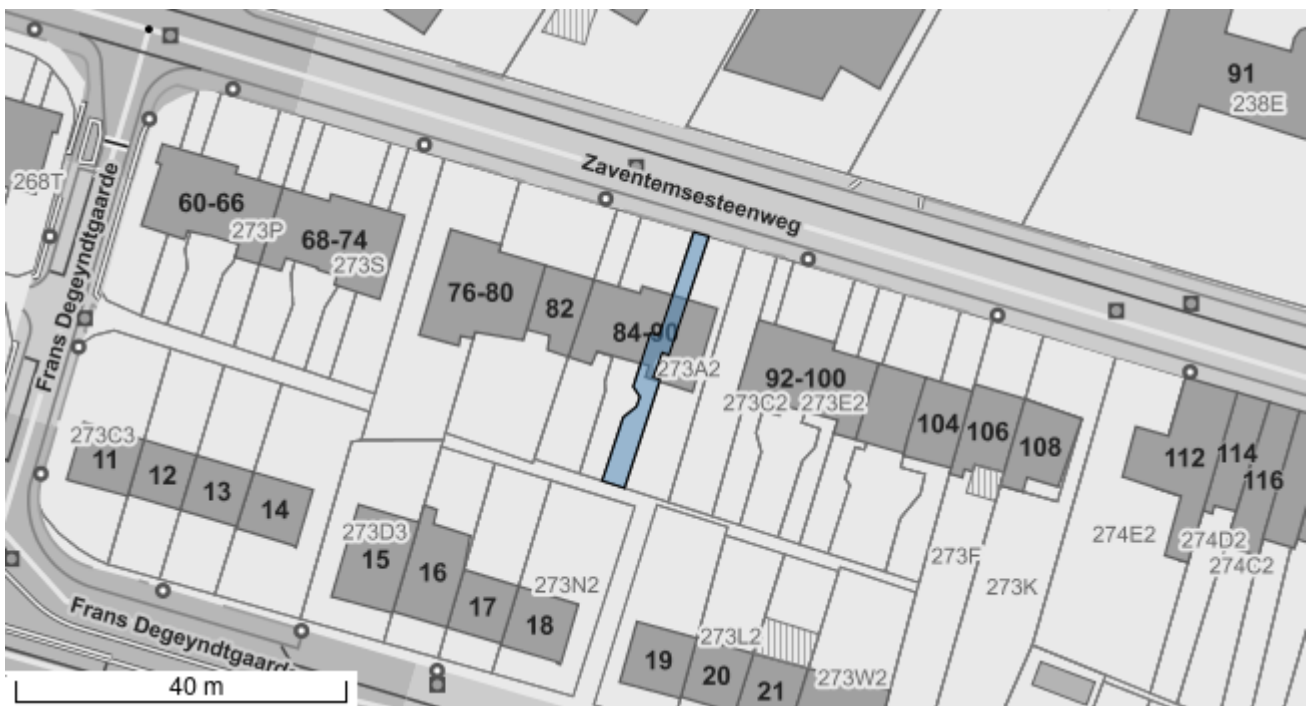 91
238E
Zaventemsesteenweg
268T
Frans Degeyndtgaarde
60-66
273P
68-74
273S
76-80
82
84-90
273A2
92-100
273C2
273E2
104
106
108
112
114
116
273C3
11
12
13
14
273D3
15
16
17
18
273N2
273F
273K
274E2
274D2
274C2
Frans Degeyndtgaarde
19
273L2
20
21
273W2
40 m